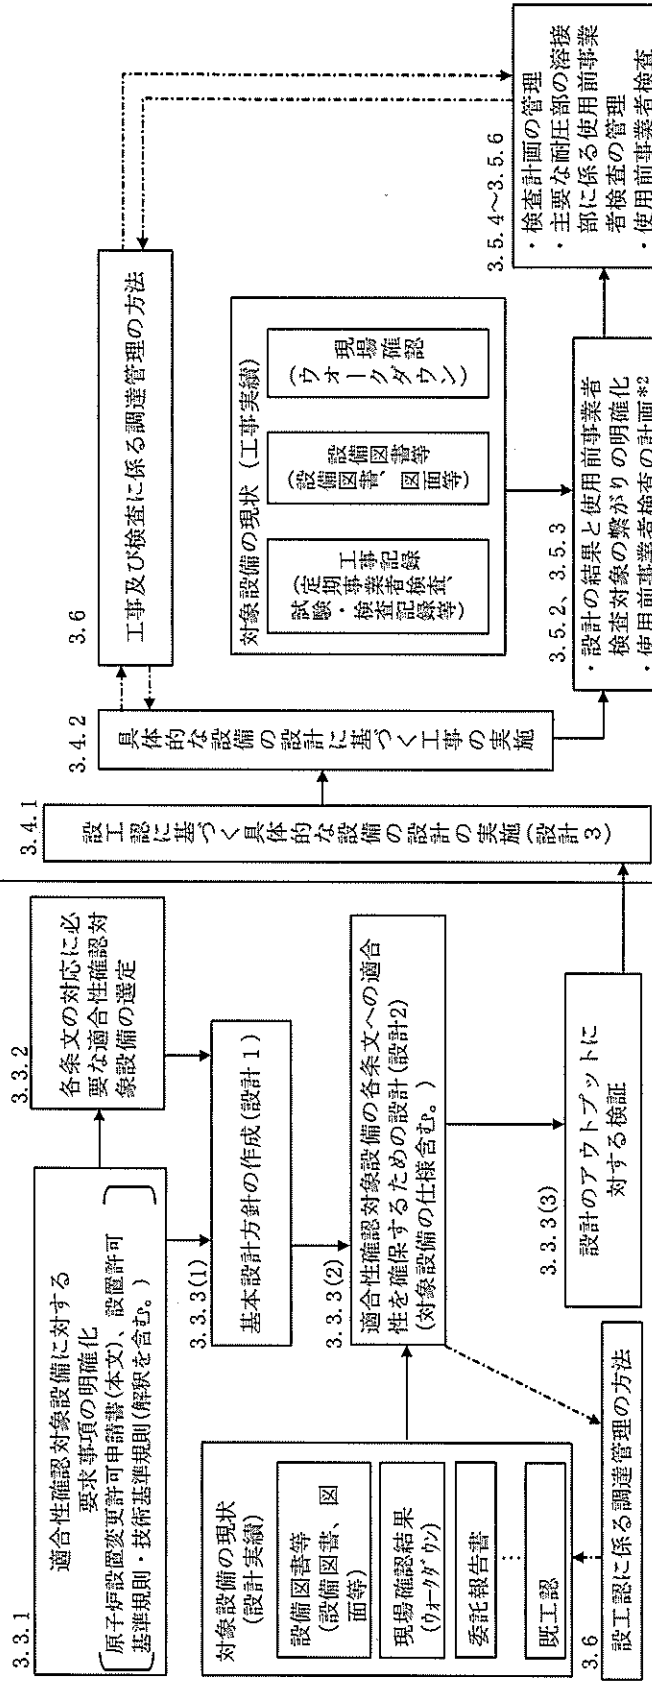 3.3.1
適合性確認対象設備に対する
要求事項の明確化
原子炉設置変更許可申請書(本文)、設置許可
基準規則・技術基準規則(解釈を含む。)
3.3.2
各条文の対応に必
要な適合性確認対
象設備の選定
3.3.3(1)
基本設計方針の作成(設計1)
対象設備の現状
(設計実績)
設備図書等
(設備図書、図
面等)
現場確認結果
(ウォークダウン)
委託報告書
⋮
既工認
3.3.3(2)
適合性確認対象設備の各条文への適合
性を確保するための設計(設計2)
(対象設備の仕様含む。)
3.6
設工認に係る調達管理の方法
3.3.3(3)
設計のアウトプットに
対する検証
3.4.1
設工認に基づく具体的な設備の設計の実施(設計3)
3.4.2
具体的な設備の設計に基づく工事の実施
3.6
工事及び検査に係る調達管理の方法
対象設備の現状(工事実績)
工事記録
(定期事業者検査、
試験・検査記録等)
設備図書等
(設備図書、図面等)
現場確認
(ウォークダウン)
3.5.2、3.5.3
・設計の結果と使用前事業者
検査対象の繋がりの明確化
・使用前事業者検査の計画*2
3.5.4~3.5.6
・検査計画の管理
・主要な耐圧部の溶接
部に係る使用前事業
者検査の管理
・使用前事業者検査